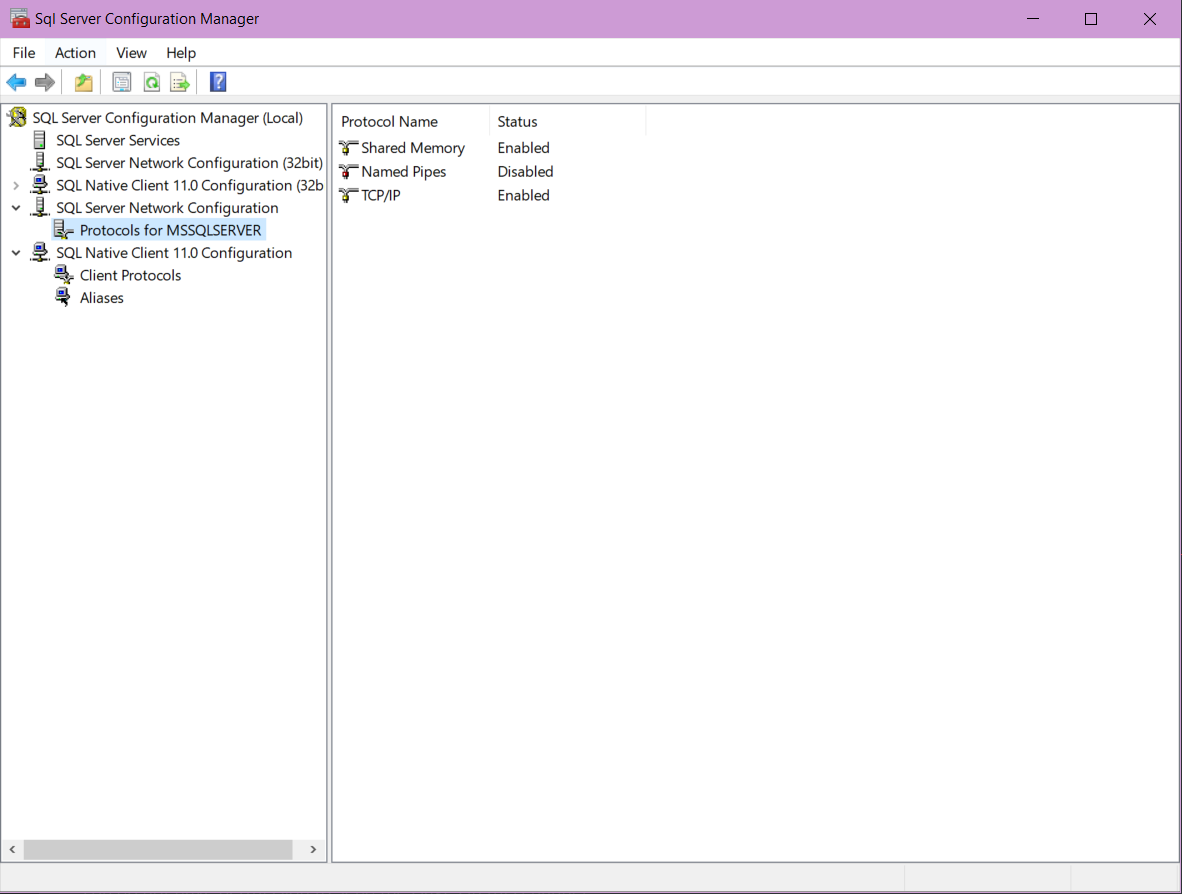 Sql Server Configuration Manager
File Action View Help
SQL Server Configuration Manager (Local)
SQL Server Services
SQL Server Network Configuration (32bit)
SQL Native Client 11.0 Configuration (32b
SQL Server Network Configuration
Protocols for MSSQLSERVER
SQL Native Client 11.0 Configuration
Client Protocols
Aliases
Protocol Name Status
Shared Memory Enabled
Named Pipes Disabled
TCP/IP Enabled